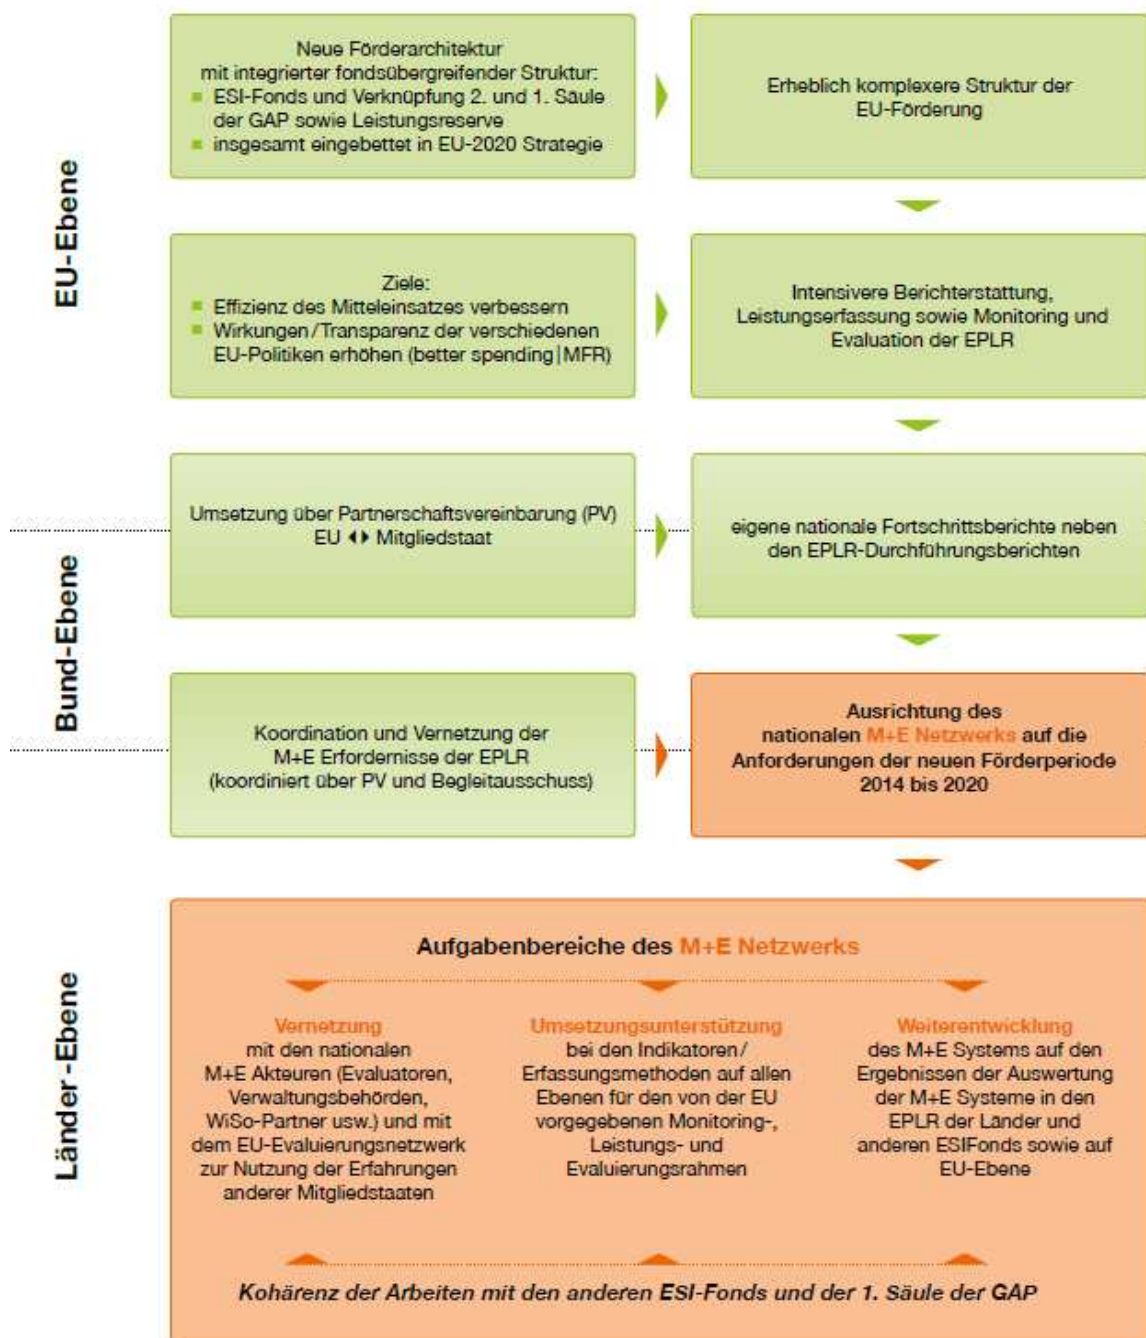 EU-Ebene
Neue Förderarchitektur
mit integrierter fondsübergreifender Struktur:
ESI-Fonds und Verknüpfung 2. und 1. Säule
der GAP sowie Leistungsreserve
insgesamt eingebettet in EU-2020 Strategie
Erheblich komplexere Struktur der
EU-Förderung
Ziele:
Effizienz des Mitteleinsatzes verbessern
Wirkungen/Transparenz der verschiedenen
EU-Politiken erhöhen (better spending|MFR)
Intensivere Berichterstattung,
Leistungserfassung sowie Monitoring und
Evaluation der EPLR
Bund-Ebene
Umsetzung über Partnerschaftsvereinbarung (PV)
EU Mitgliedstaat
eigene nationale Fortschrittsberichte neben
den EPLR-Durchführungsberichten
Koordination und Vernetzung der
M+E Erfordernisse der EPLR
(koordiniert über PV und Begleitausschuss)
Ausrichtung des
nationalen M+E Netzwerks auf die
Anforderungen der neuen Förderperiode
2014 bis 2020
Länder-Ebene
Aufgabenbereiche des M+E Netzwerks
Vernetzung
mit den nationalen
M+E Akteuren (Evaluatoren,
Verwaltungsbehörden,
WiSo-Partner usw.) und mit
dem EU-Evaluierungsnetzwerk
zur Nutzung der Erfahrungen
anderer Mitgliedstaaten
Umsetzungsunterstützung
bei den Indikatoren/
Erfassungsmethoden auf allen
Ebenen für den von der EU
vorgegebenen Monitoring-,
Leistungs- und
Evaluierungsrahmen
Weiterentwicklung
des M+E Systems auf den
Ergebnissen der Auswertung
der M+E Systeme in den
EPLR der Länder und
anderen ESIFonds sowie auf
EU-Ebene
Kohärenz der Arbeiten mit den anderen ESI-Fonds und der 1. Säule der GAP